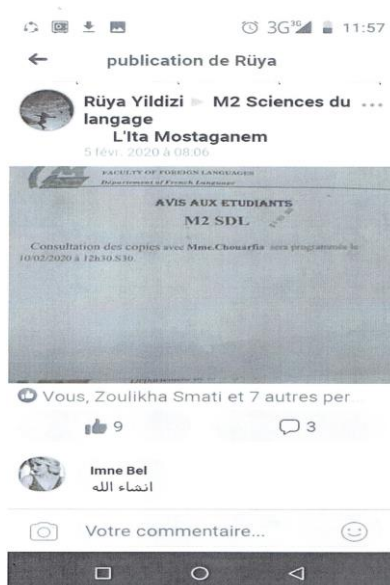 3G 3G 11:57
publication de Rüya
Rüya Yildizi ▸ M2 Sciences du ...
langage
L'Ita Mostaganem
5 févr. 2020 à 08:06
FACULTY OF FOREIGN LANGUAGES
Département of French Language
AVIS AUX ETUDIANTS
M2 SDL
Consultation des copies avec Mme.Chouarfia sera programmée le
10/02/2020 à 12h30.S30.
Vous, Zoulikha Smati et 7 autres per
9 3
Imne Bel
انشاء الله
Votre commentaire...